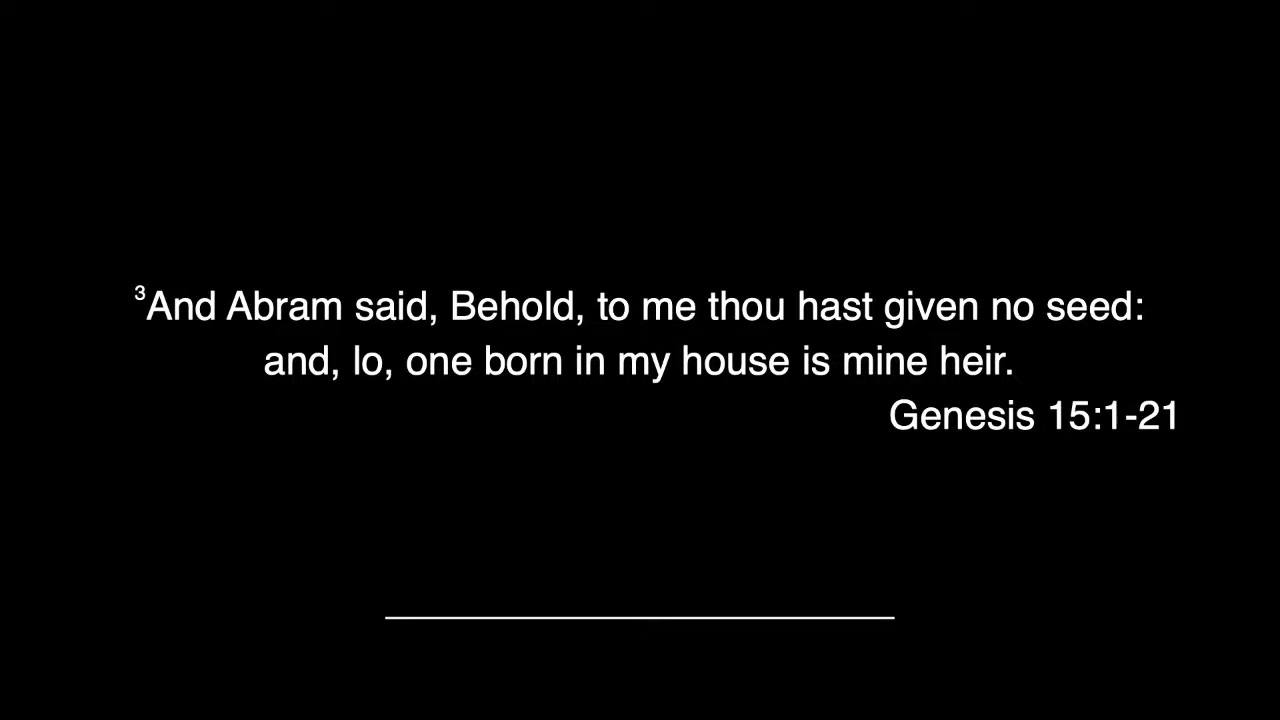 ³And Abram said, Behold, to me thou hast given no seed:
and, lo, one born in my house is mine heir.
Genesis 15:1-21